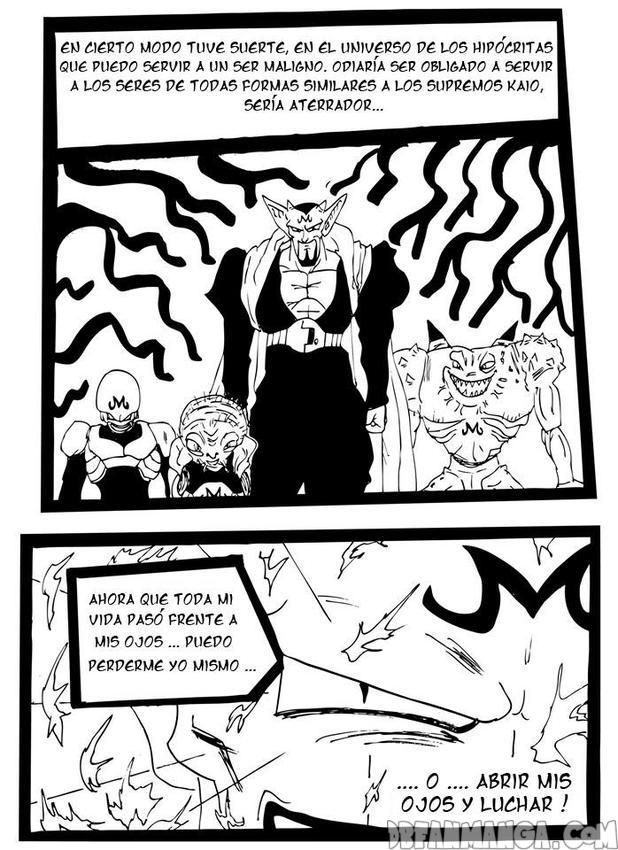 EN CIERTO MODO TUVE SUERTE, EN EL UNIVERSO DE LOS HIPÓCRITAS
QUE PUEDO SERVIR A UN SER MALIGNO. ODIARÍA SER OBLIGADO A SERVIR
A LOS SERES DE TODAS FORMAS SIMILARES A LOS SUPREMOS KAIO,
SERÍA ATERRADOR...
M
M
M
M
M
AHORA QUE TODA MI
VIDA PASÓ FRENTE A
MIS OJOS ... PUEDO
PERDERME YO MISMO ...
.... O .... ABRIR MIS
OJOS Y LUCHAR !
DBFANMANGA.COM